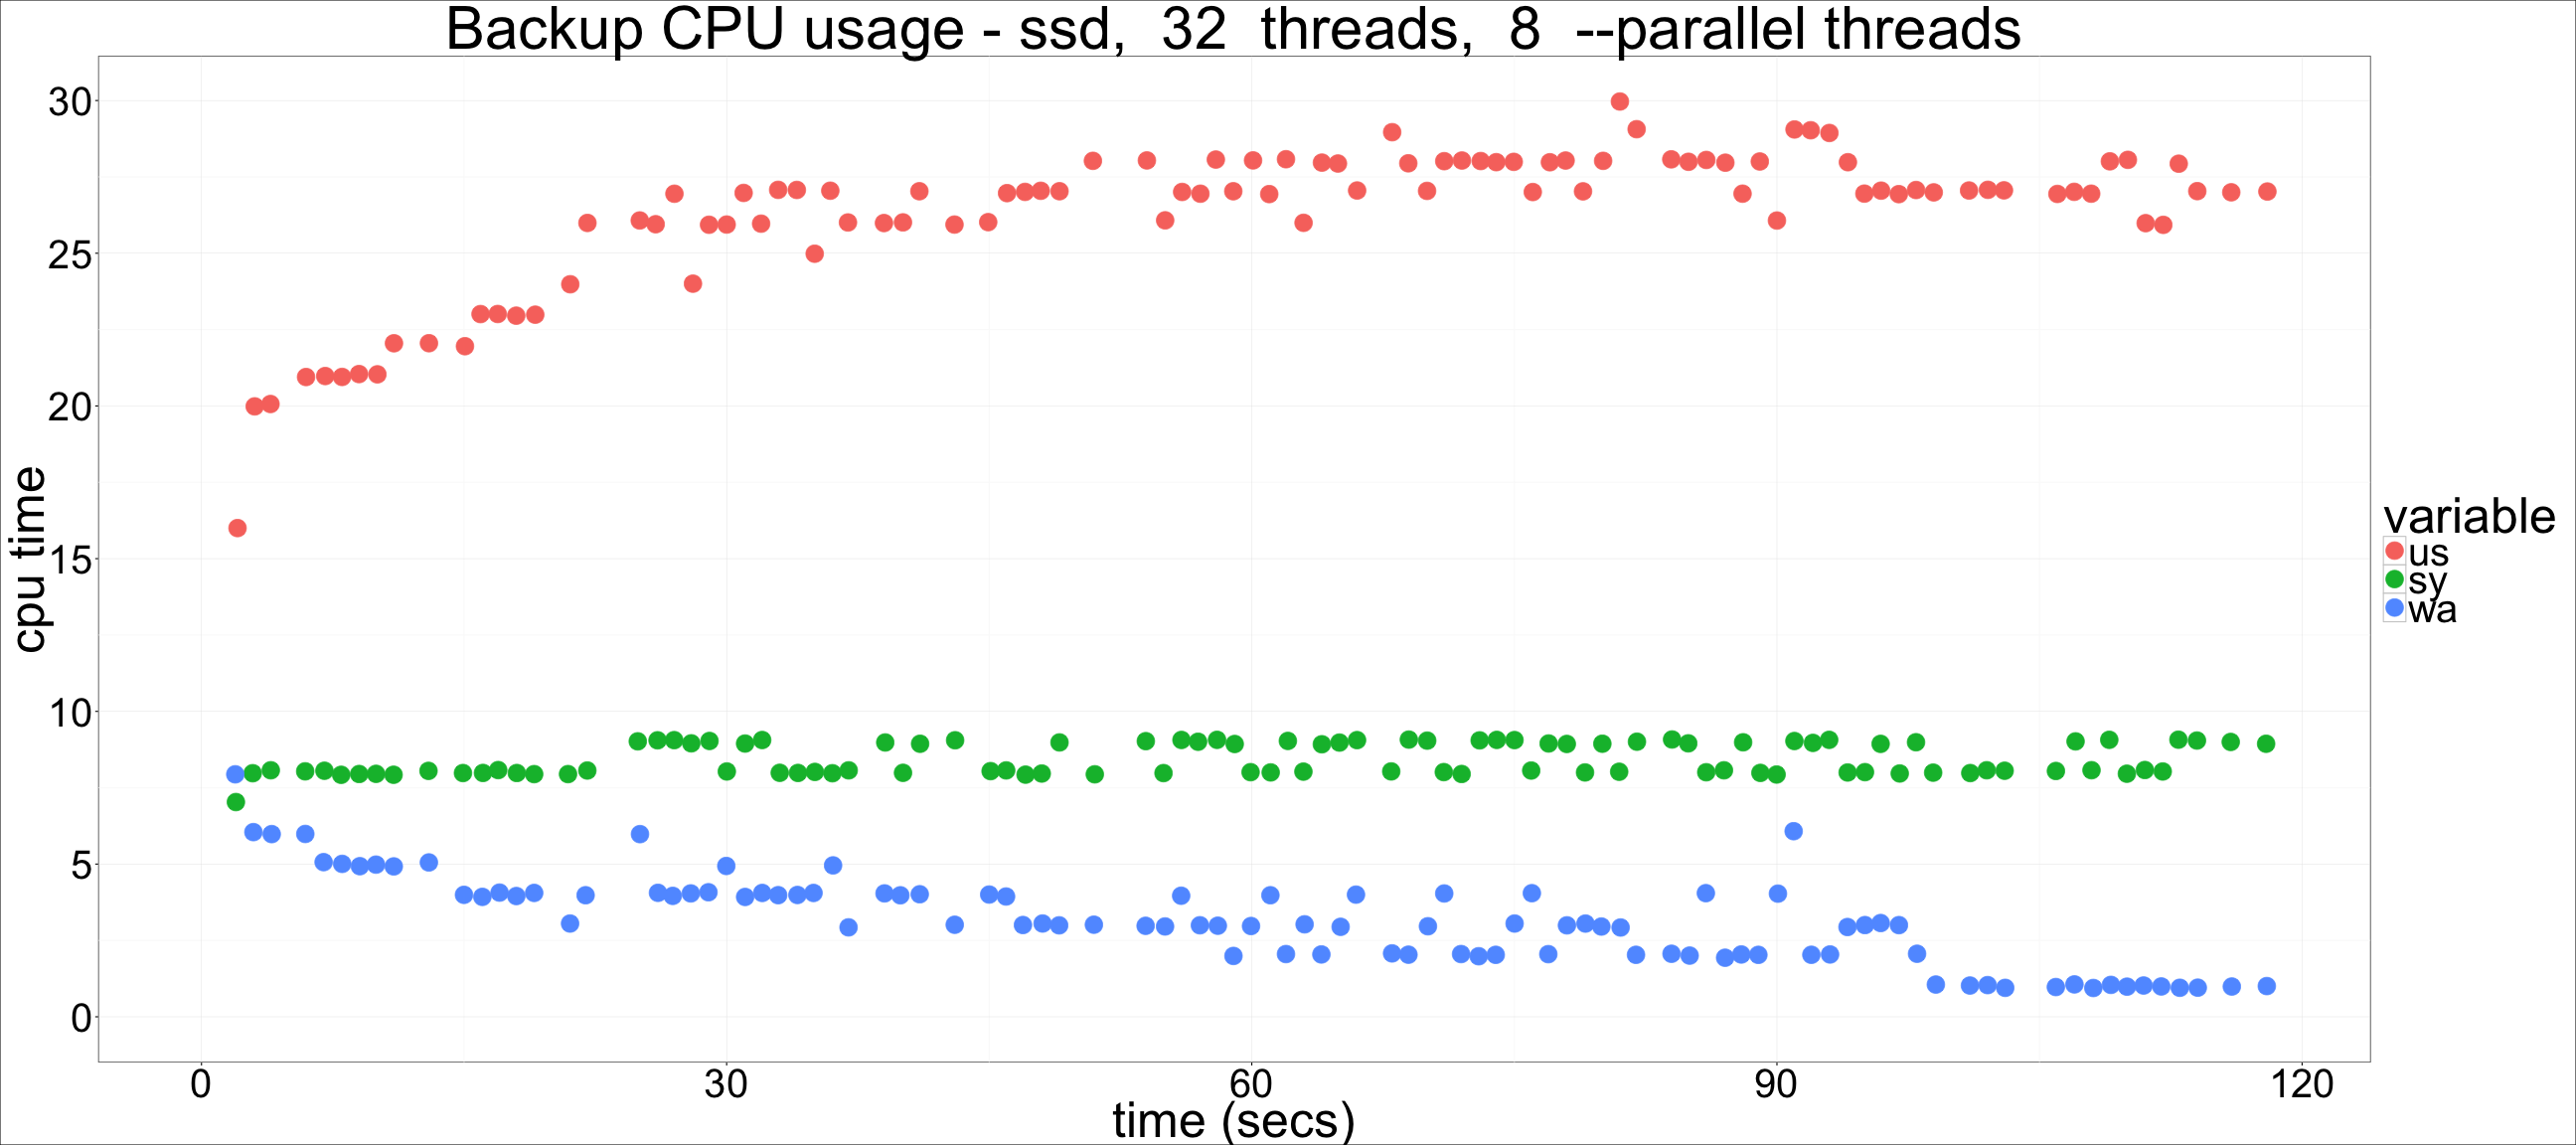 Backup CPU usage - ssd,  32  threads,  8  --parallel threads
30
25
20
15
10
5
0
cpu time
0 30 60 90 120
time (secs)
variable
us
sy
wa